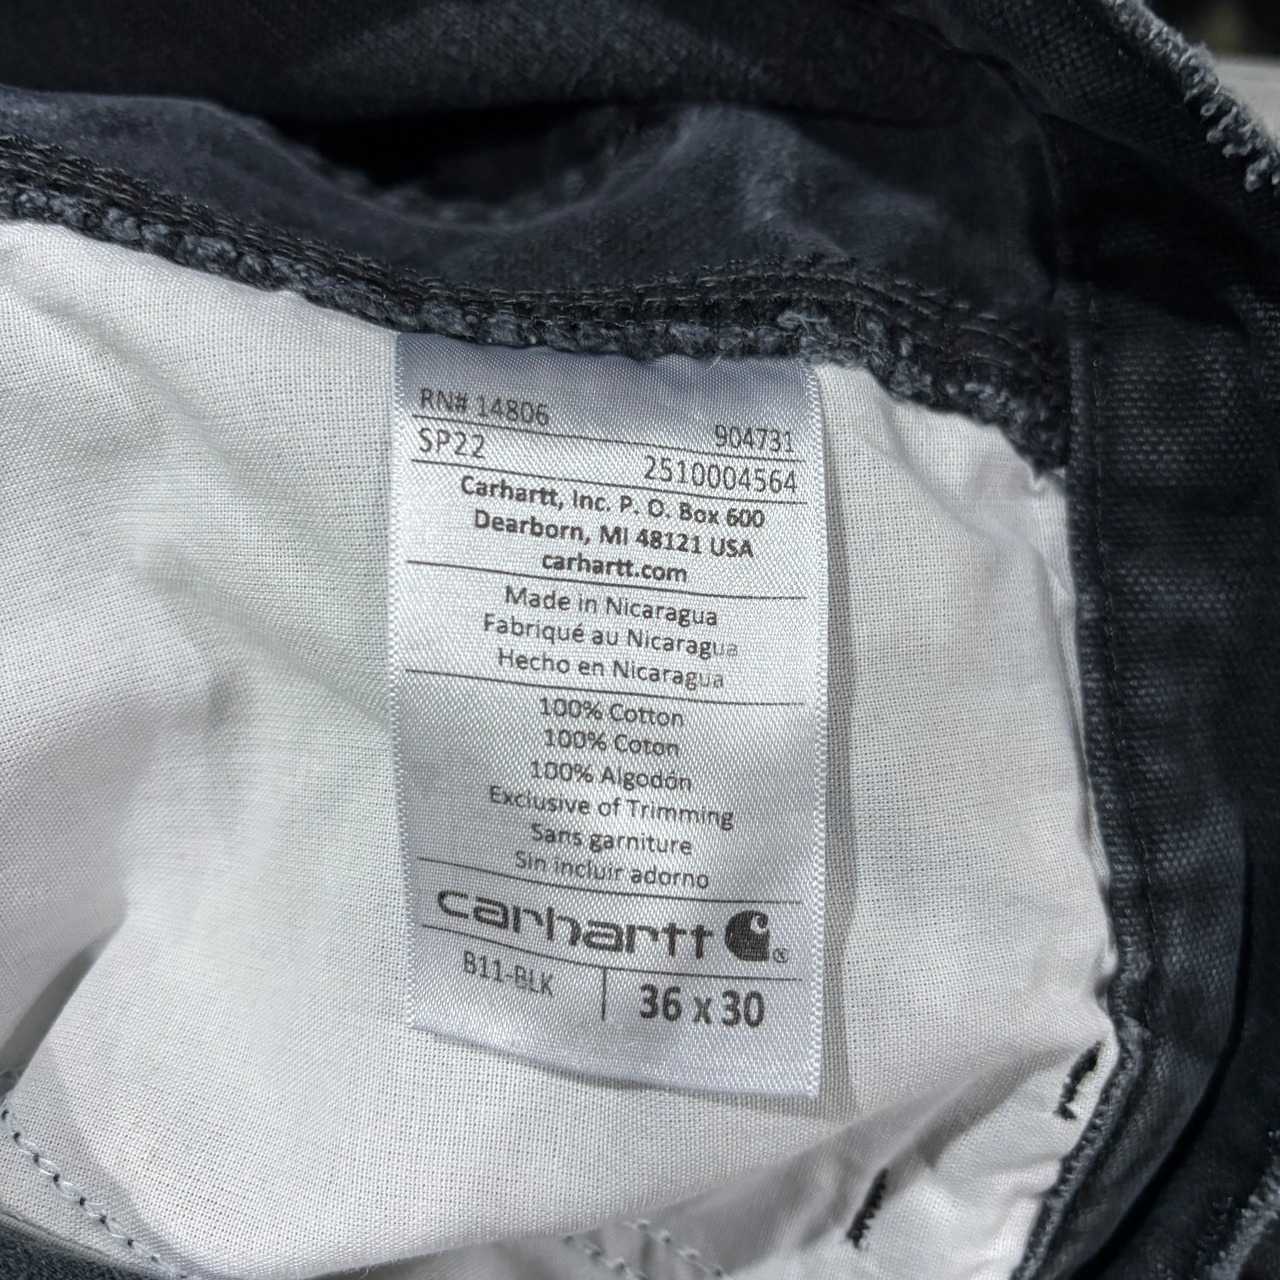 RN# 14806 904731
SP22 2510004564
Carhartt, Inc. P. O. Box 600
Dearborn, MI 48121 USA
carhartt.com
Made in Nicaragua
Fabriqué au Nicaragua
Hecho en Nicaragua
100% Cotton
100% Coton
100% Algodón
Exclusive of Trimming
Sans garniture
Sin incluir adorno
carhartt ®
B11-BLK 36 x 30